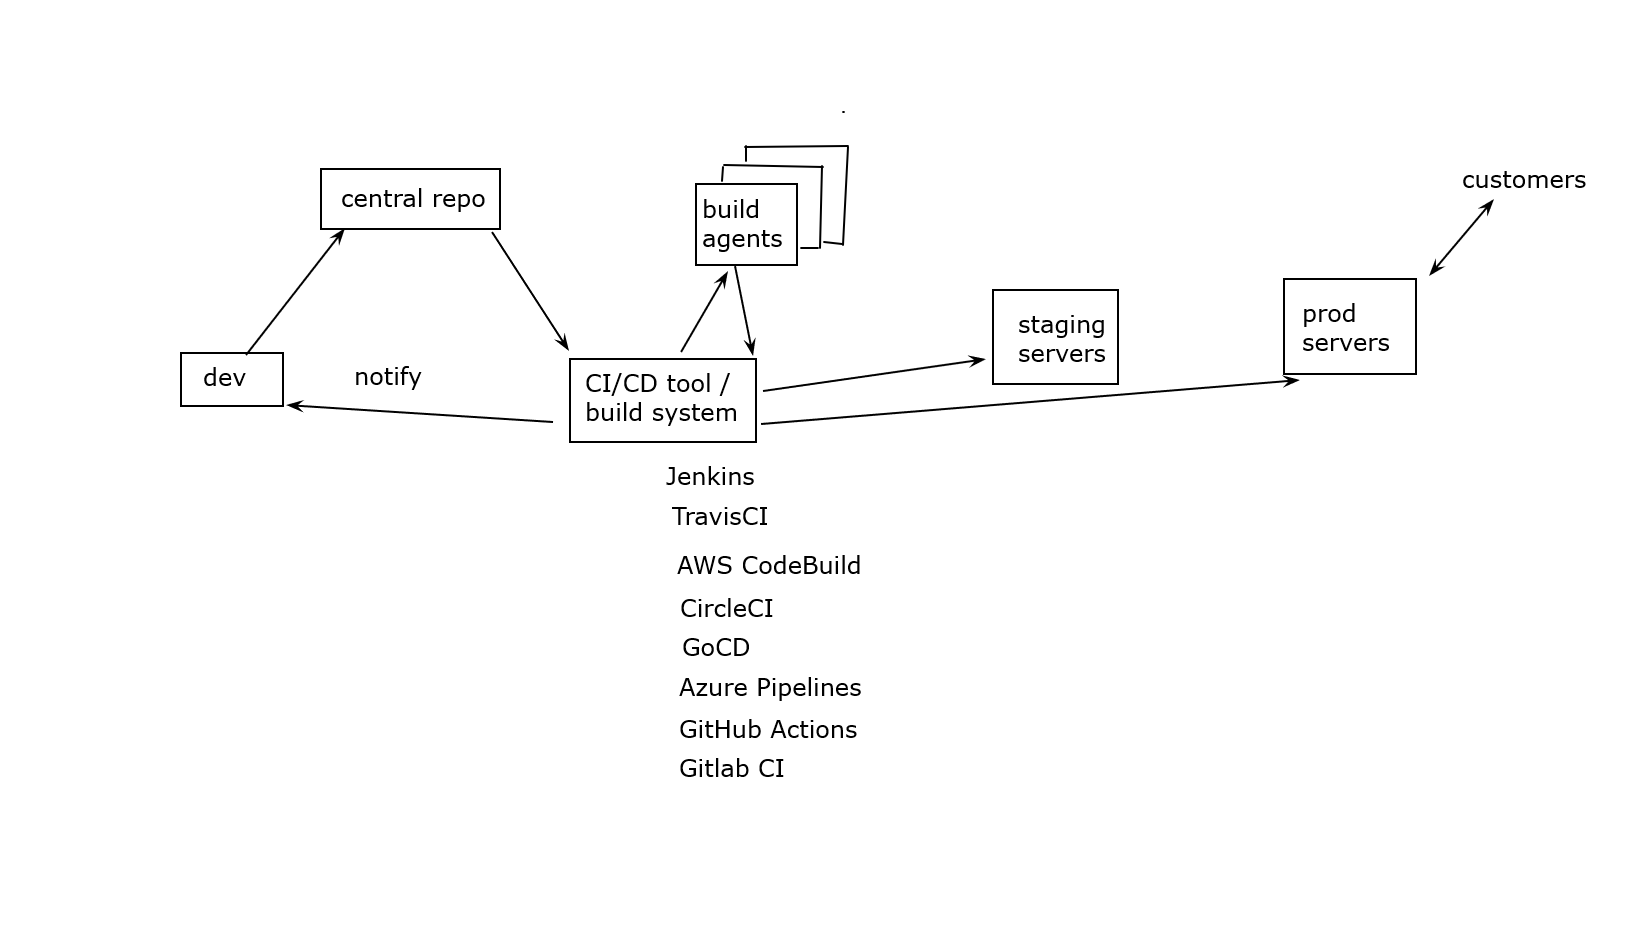 central repo
build
agents
customers
staging
servers
prod
servers
dev
notify
CI/CD tool /
build system
Jenkins
TravisCI
AWS CodeBuild
CircleCI
GoCD
Azure Pipelines
GitHub Actions
Gitlab CI